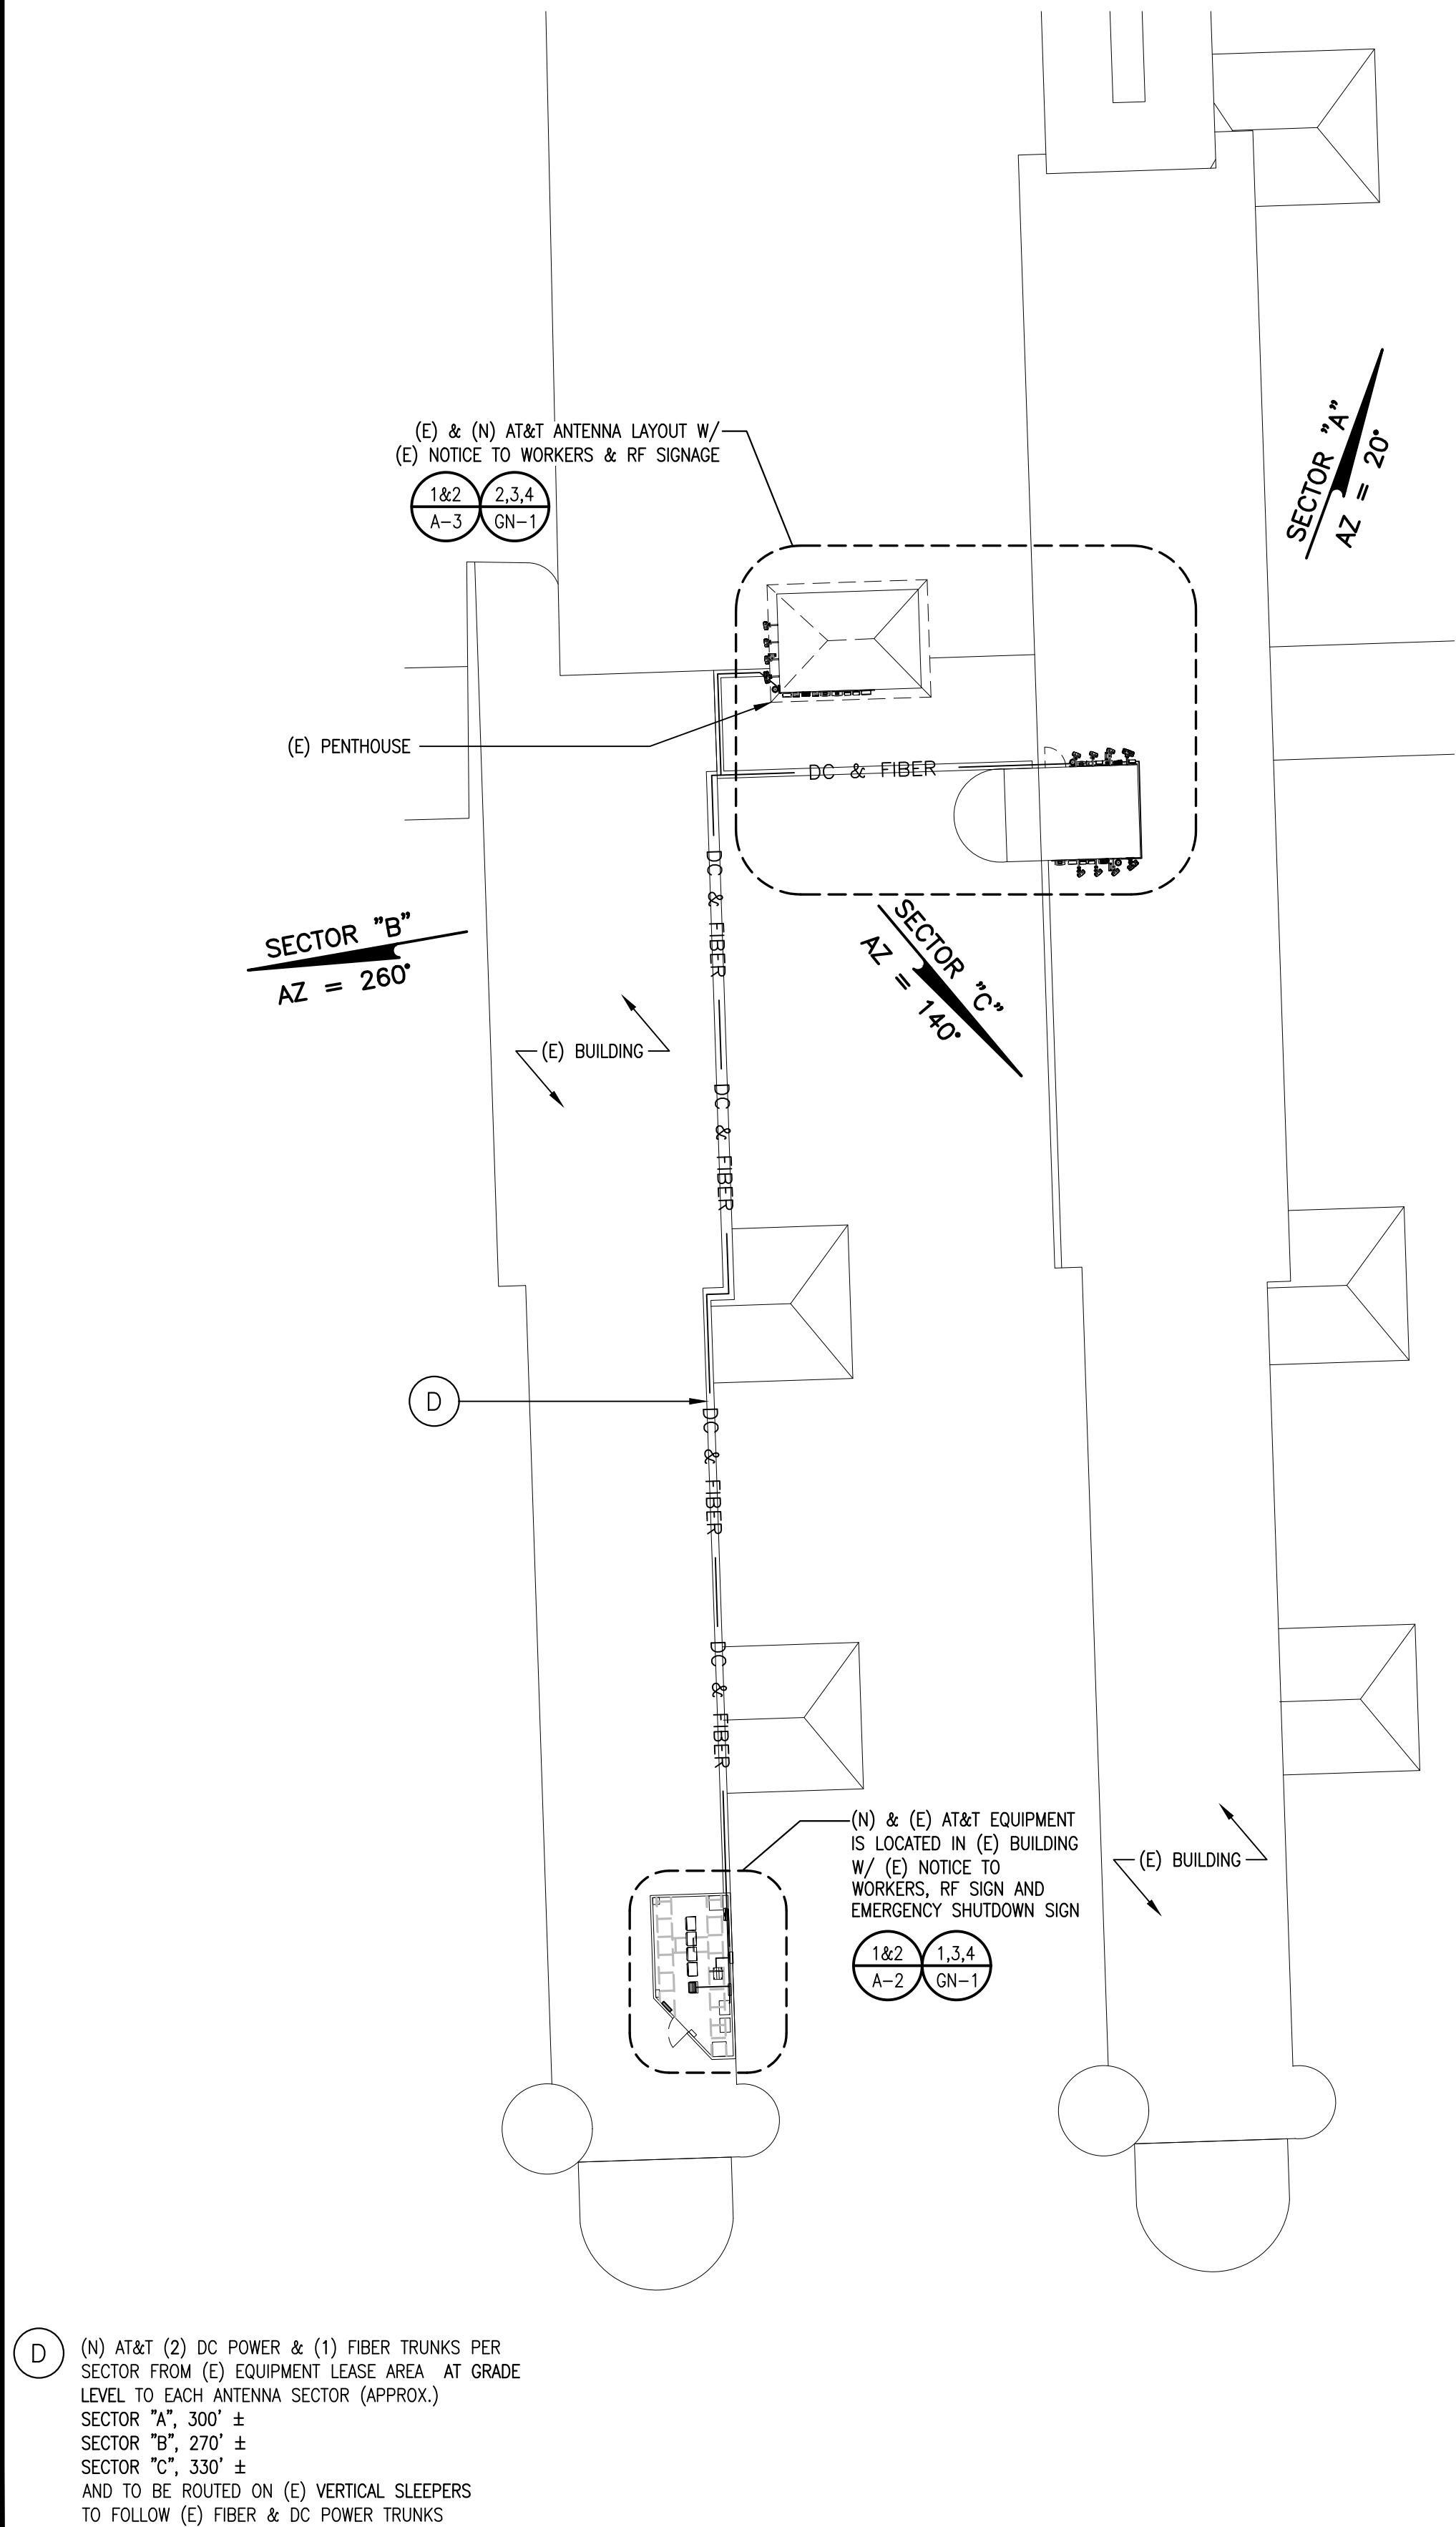 (E) & (N) AT&T ANTENNA LAYOUT W/
(E) NOTICE TO WORKERS & RF SIGNAGE
1&2
A-3
2,3,4
GN-1
SECTOR "A"
AZ = 20°
(E) PENTHOUSE
DC & FIBER
DC & FIBER
SECTOR "B"
AZ = 260°
SECTOR "C"
AZ = 140°
(E) BUILDING
DC & FIBER
D
DC & FIBER
DC & FIBER
(N) & (E) AT&T EQUIPMENT
IS LOCATED IN (E) BUILDING
W/ (E) NOTICE TO
WORKERS, RF SIGN AND
EMERGENCY SHUTDOWN SIGN
1&2
A-2
1,3,4
GN-1
(E) BUILDING
D
(N) AT&T (2) DC POWER & (1) FIBER TRUNKS PER
SECTOR FROM (E) EQUIPMENT LEASE AREA AT GRADE
LEVEL TO EACH ANTENNA SECTOR (APPROX.)
SECTOR "A", 300' ±
SECTOR "B", 270' ±
SECTOR "C", 330' ±
AND TO BE ROUTED ON (E) VERTICAL SLEEPERS
TO FOLLOW (E) FIBER & DC POWER TRUNKS